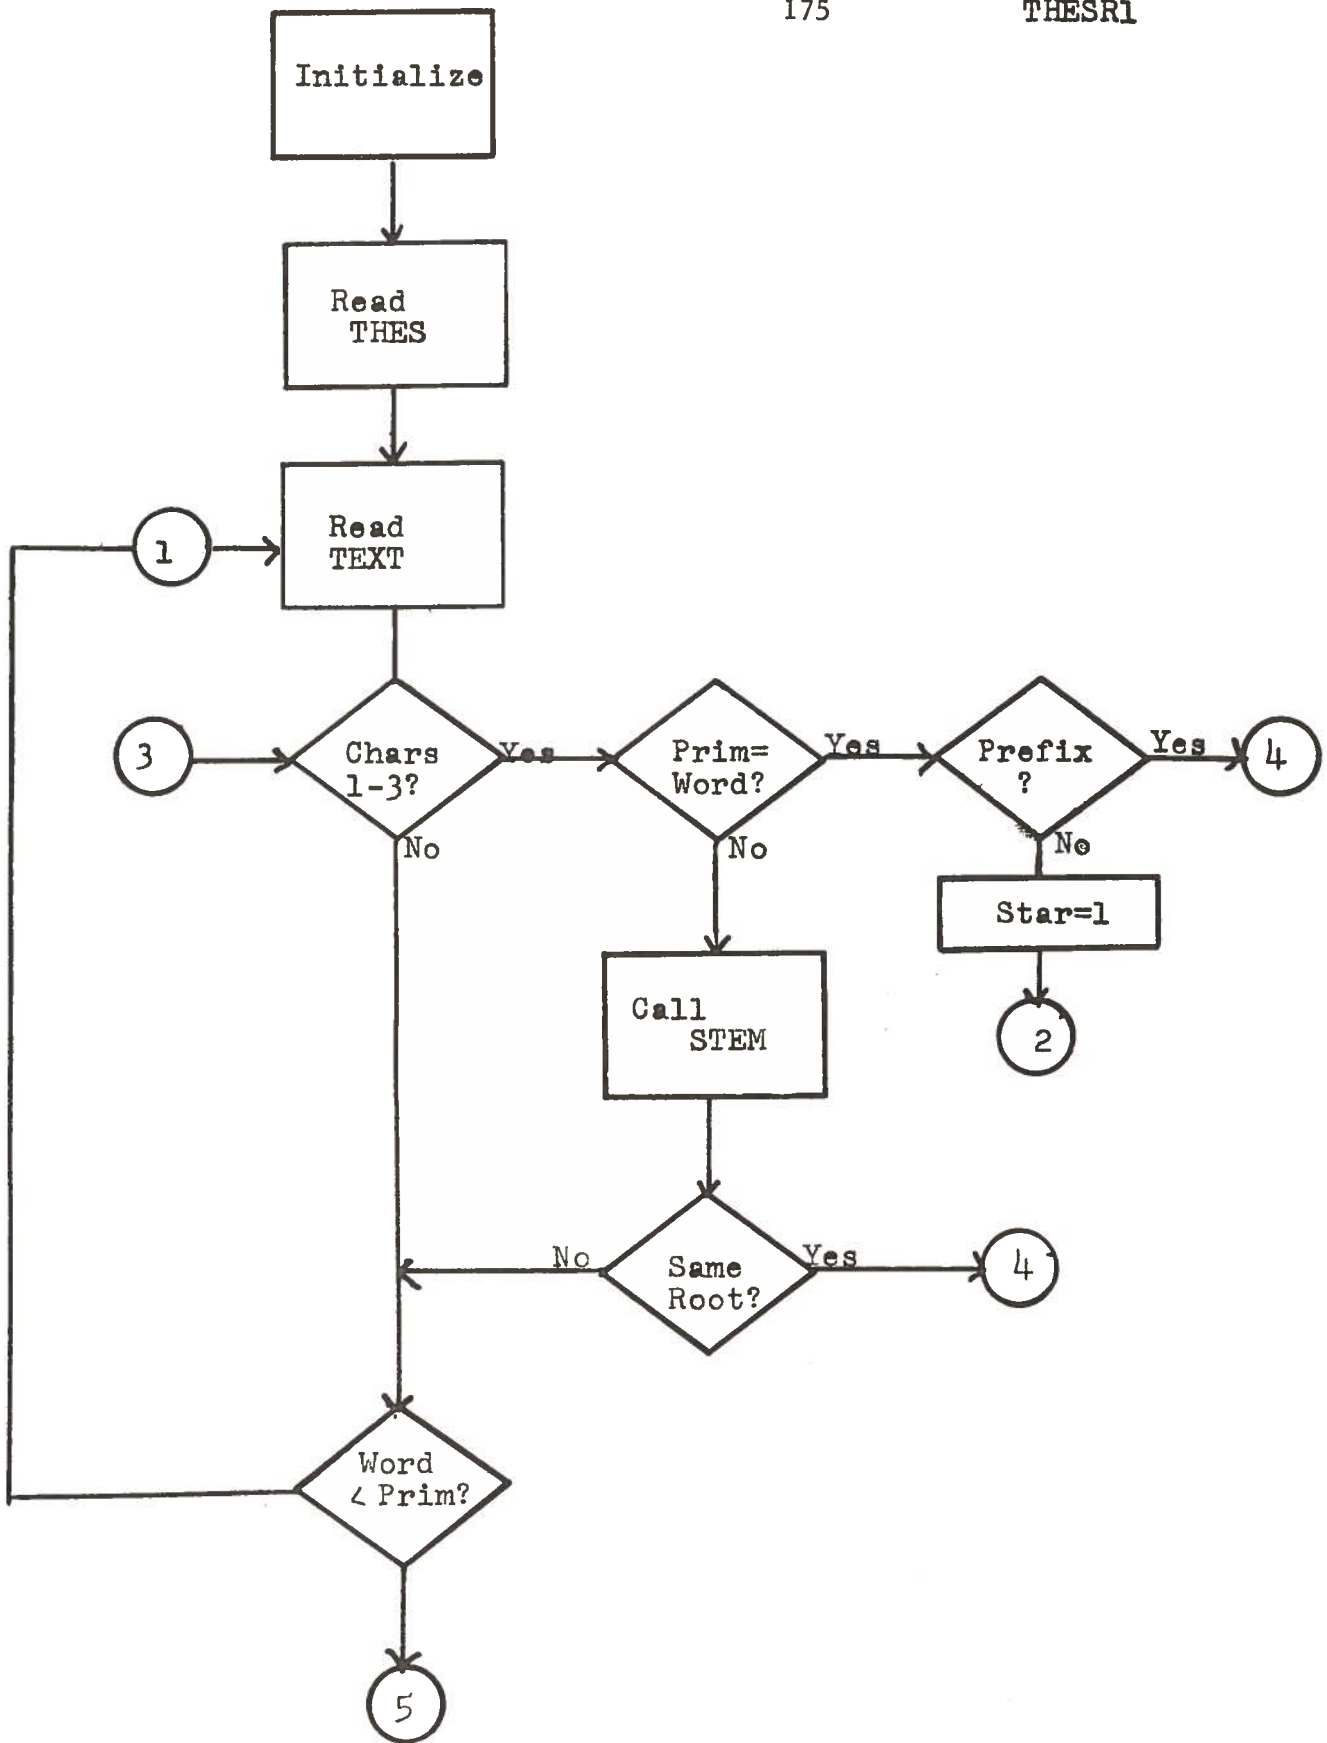 175 THESR1
Initialize
Read
THES
Read
TEXT
1
3
Chars
1-3?
Yes
No
Prim=
Word?
Yes
No
Prefix
?
Yes
4
No
Star=1
2
Call
STEM
Same
Root?
No
Yes
4
Word
< Prim?
5